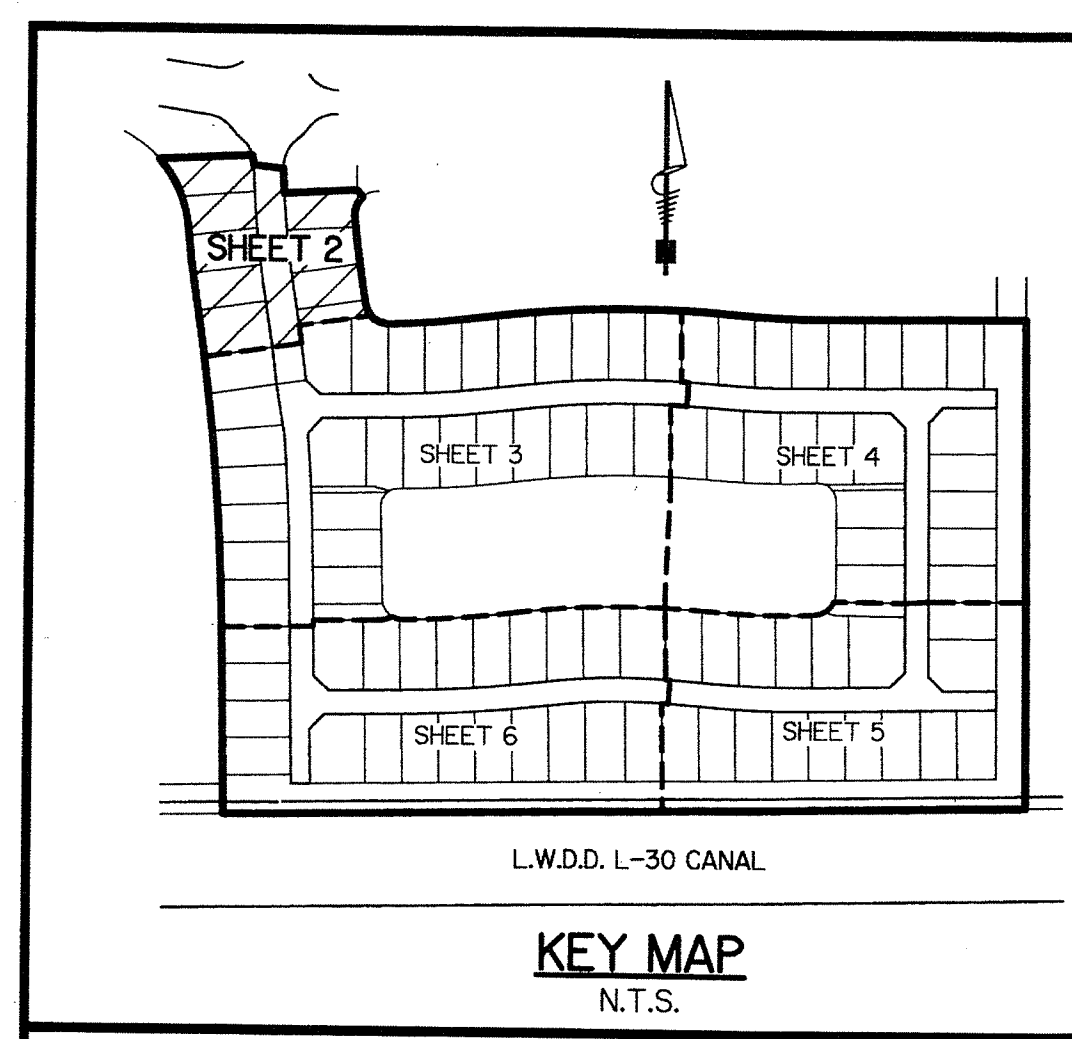 SHEET 2
SHEET 3
SHEET 4
SHEET 6
SHEET 5
L.W.D.D. L-30 CANAL
KEY MAP
N.T.S.